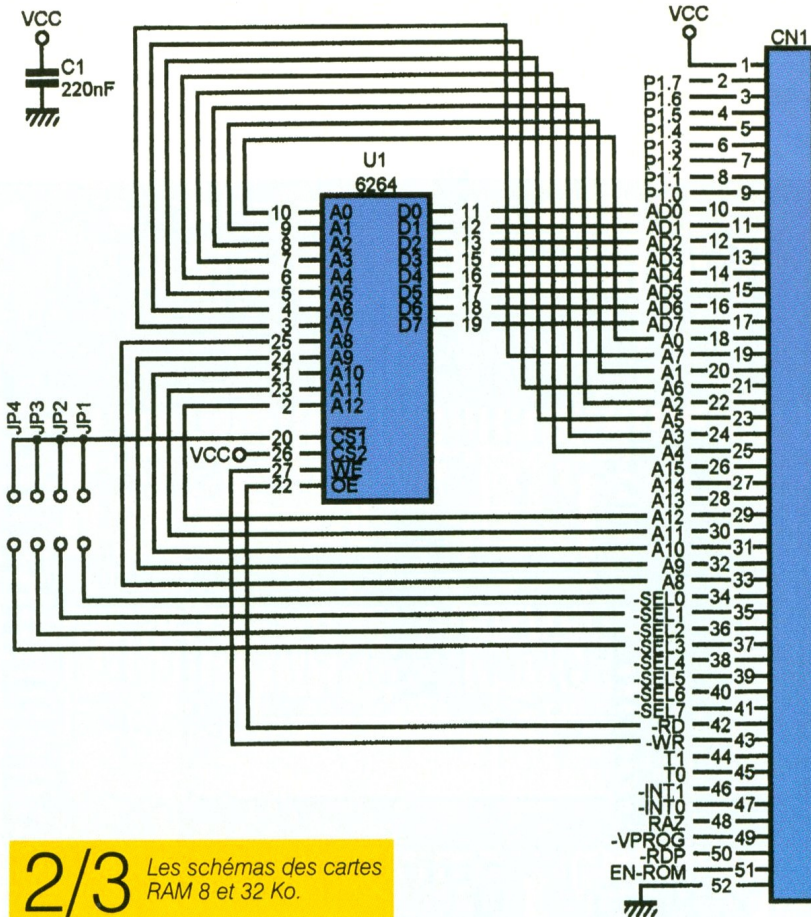 VCC
C1
220nF
U1
6264
10 A0 D0 11
9 A1 D1 12
8 A2 D2 13
7 A3 D3 15
6 A4 D4 16
5 A5 D5 17
4 A6 D6 18
3 A7 D7 19
25 A8
24 A9
21 A10
23 A11
2 A12
20 CS1
VCC 26 CS2
27 WE
22 OE
JP4
JP3
JP2
JP1
VCC
CN1
1
P1.7 2
P1.6 3
P1.5 4
P1.4 5
P1.3 6
P1.2 7
P1.1 8
P1.0 9
AD0 10
AD1 11
AD2 12
AD3 13
AD4 14
AD5 15
AD6 16
AD7 17
A0 18
A7 19
A1 20
A6 21
A2 22
A5 23
A3 24
A4 25
A15 26
A14 27
A13 28
A12 29
A11 30
A10 31
A9 32
A8 33
-SEL0 34
-SEL1 35
-SEL2 36
-SEL3 37
-SEL4 38
-SEL5 39
-SEL6 40
-SEL7 41
-RD 42
-WR 43
T1 44
T0 45
-INT1 46
-INT0 47
RAZ 48
-VPROG 49
-RDP 50
EN-ROM 51
52
2/3 Les schémas des cartes
RAM 8 et 32 Ko.